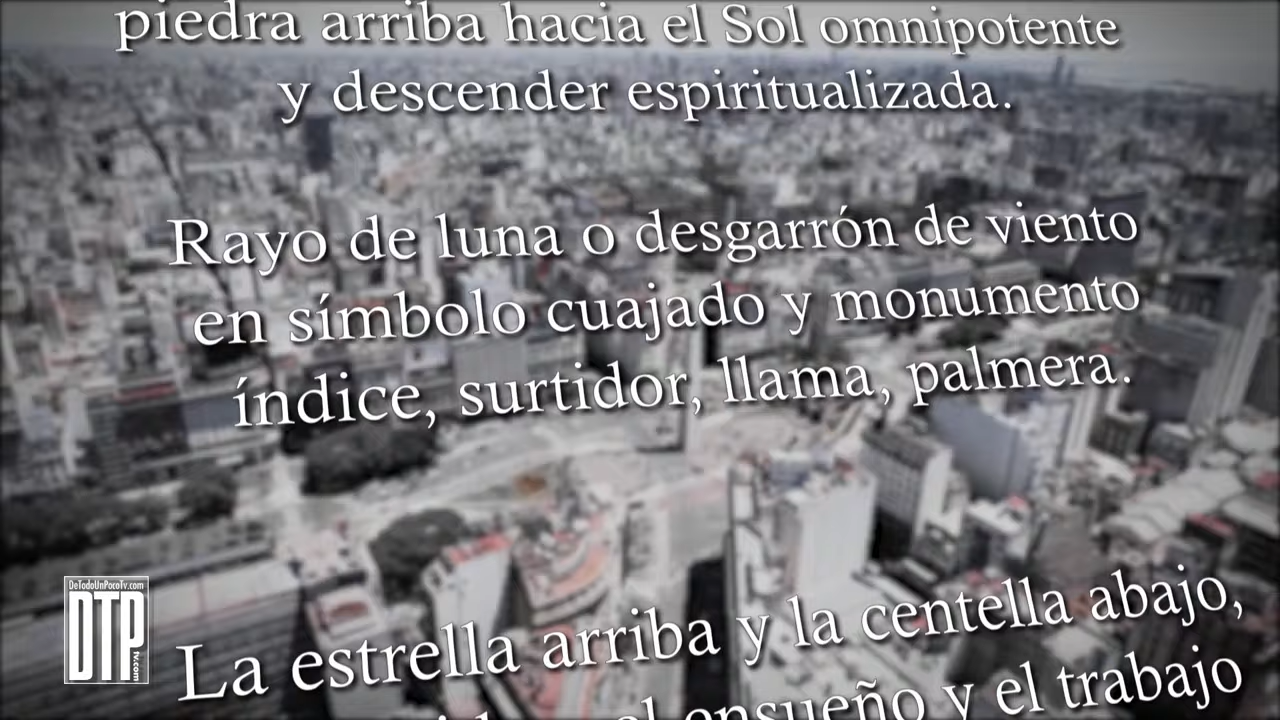 piedra arriba hacia el Sol omnipotente
y descender espiritualizada.
Rayo de luna o desgarrón de viento
en símbolo cuajado y monumento
índice, surtidor, llama, palmera.
La estrella arriba y la centella abajo,
el ensueño y el trabajo
DeTodoUnPocoTv.com
DTP
tv.com